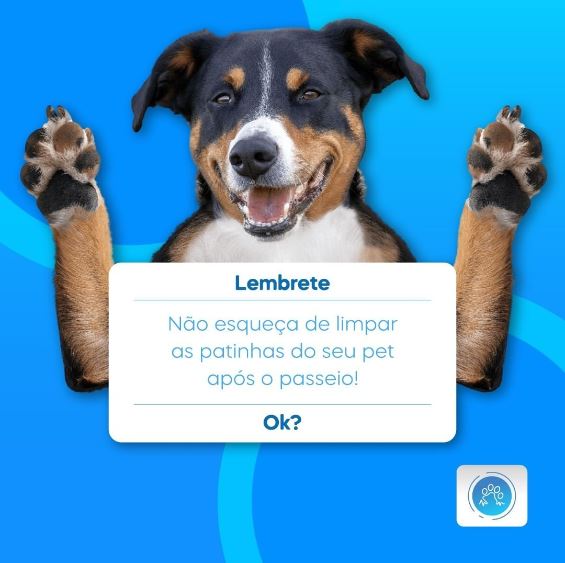 Lembrete
Não esqueça de limpar
as patinhas do seu pet
após o passeio!
Ok?